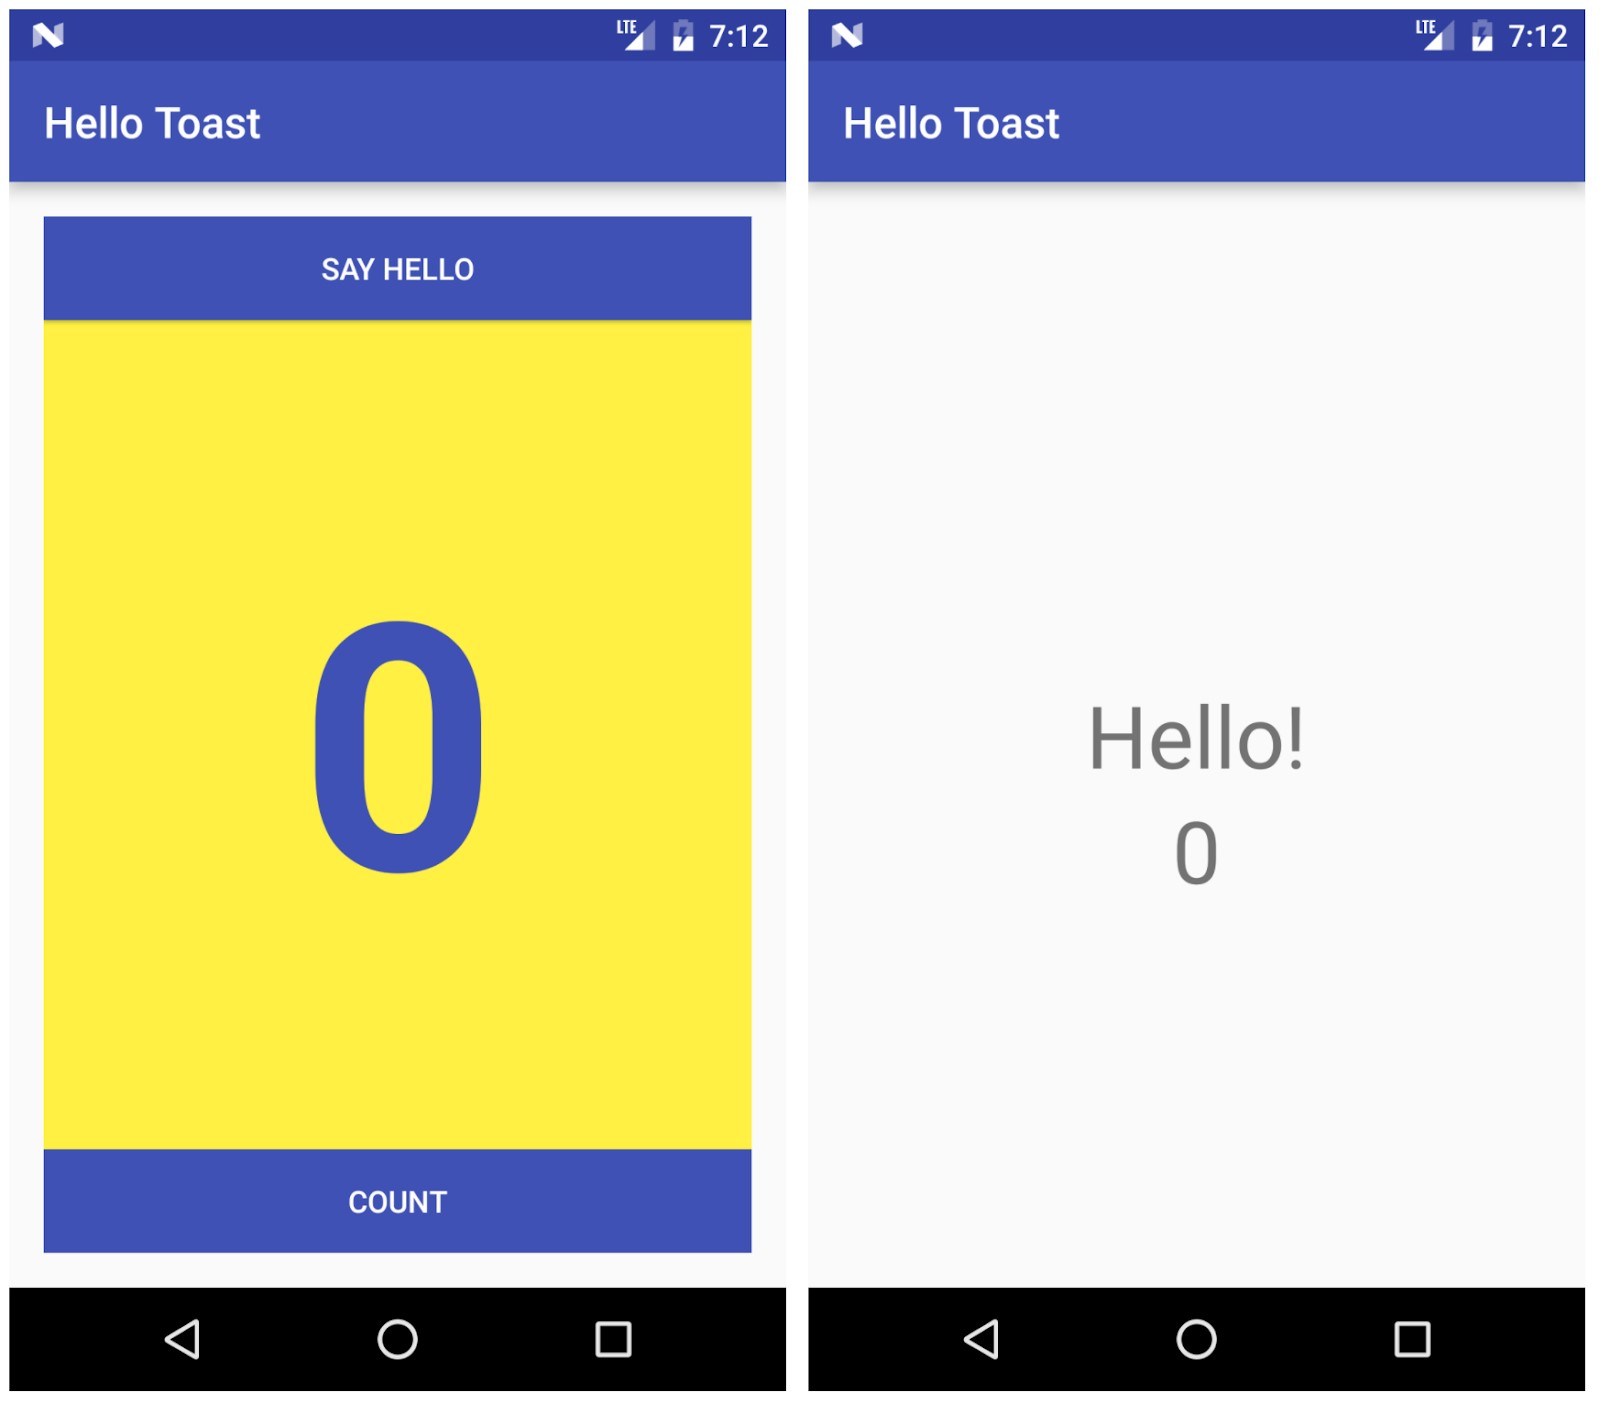 LTE 7:12
Hello Toast
SAY HELLO
0
COUNT
LTE 7:12
Hello Toast
Hello!
0